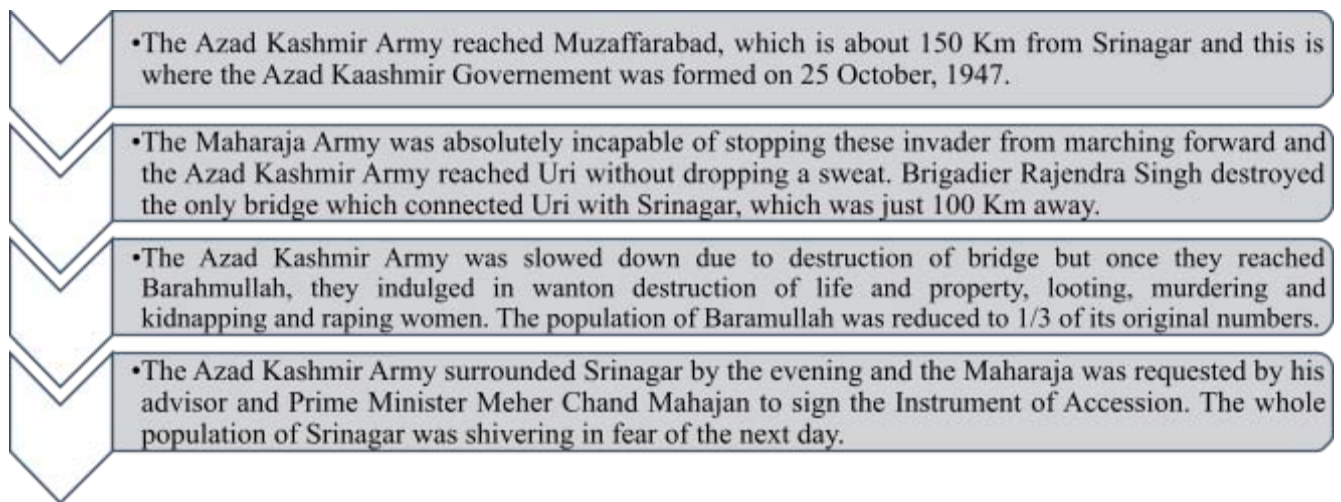 •The Azad Kashmir Army reached Muzaffarabad, which is about 150 Km from Srinagar and this is
where the Azad Kaashmir Governement was formed on 25 October, 1947.
•The Maharaja Army was absolutely incapable of stopping these invader from marching forward and
the Azad Kashmir Army reached Uri without dropping a sweat. Brigadier Rajendra Singh destroyed
the only bridge which connected Uri with Srinagar, which was just 100 Km away.
•The Azad Kashmir Army was slowed down due to destruction of bridge but once they reached
Barahmullah, they indulged in wanton destruction of life and property, looting, murdering and
kidnapping and raping women. The population of Baramullah was reduced to 1/3 of its original numbers.
•The Azad Kashmir Army surrounded Srinagar by the evening and the Maharaja was requested by his
advisor and Prime Minister Meher Chand Mahajan to sign the Instrument of Accession. The whole
population of Srinagar was shivering in fear of the next day.